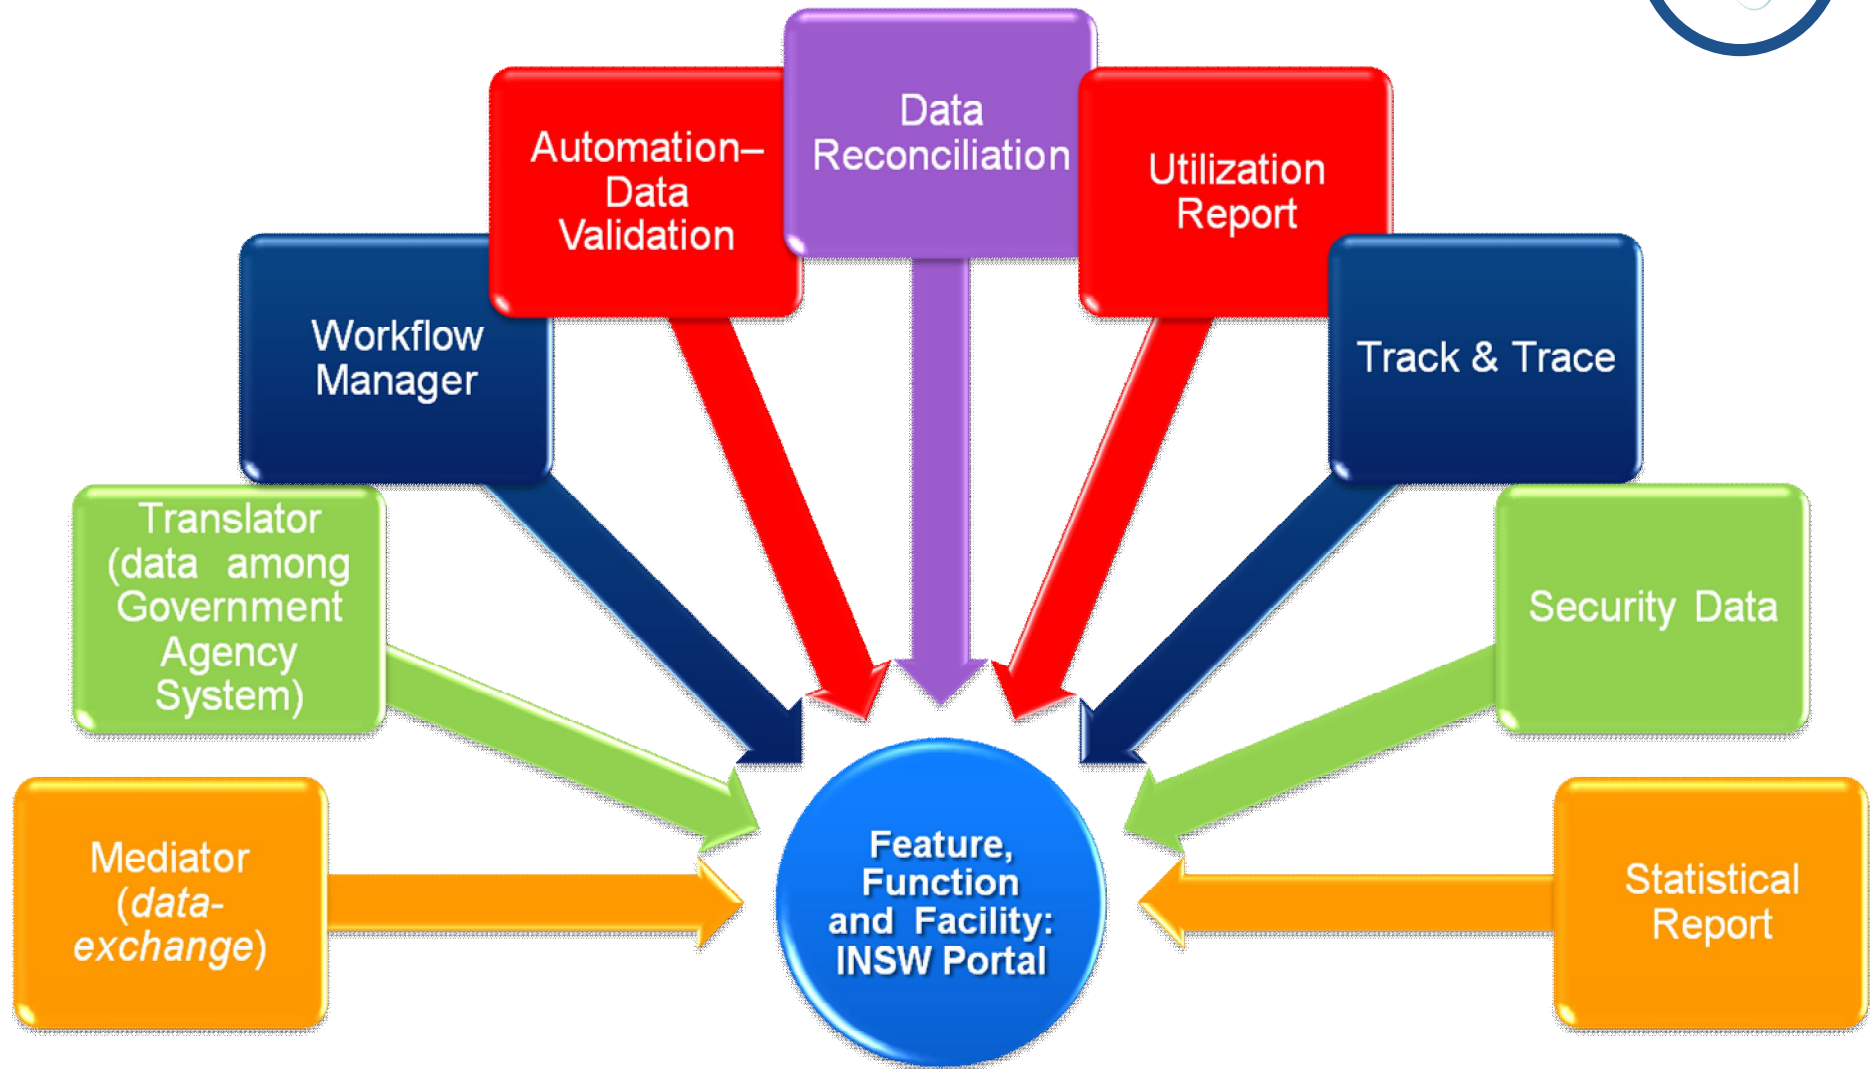 Data
Reconciliation
Automation–
Data
Validation
Utilization
Report
Workflow
Manager
Track & Trace
Translator
(data among
Government
Agency
System)
Security Data
Mediator
(data-
exchange)
Feature,
Function
and Facility:
INSW Portal
Statistical
Report